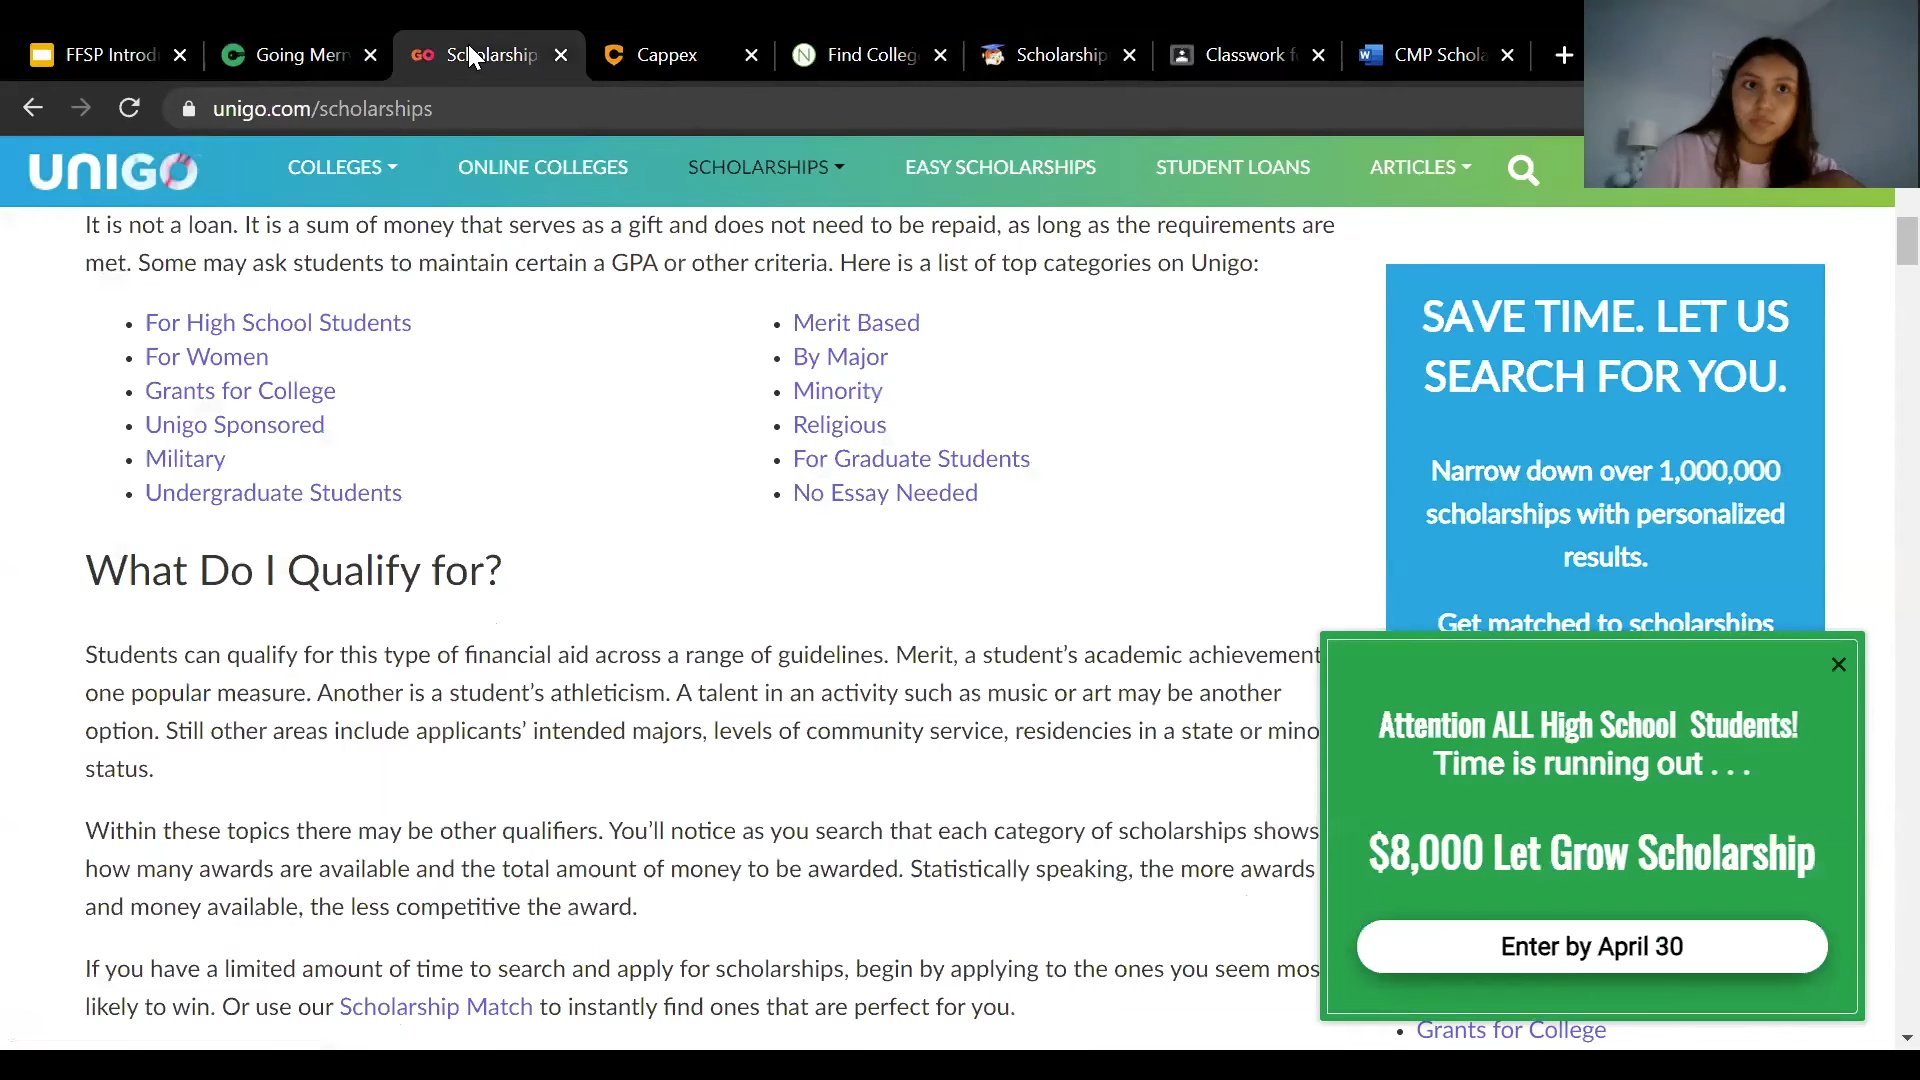 FFSP Introd
Going Merr
Scholarship
Cappex
Find Colleg
Scholarship
Classwork f
CMP Schola
unigo.com/scholarships
UNIGO
COLLEGES
ONLINE COLLEGES
SCHOLARSHIPS
EASY SCHOLARSHIPS
STUDENT LOANS
ARTICLES
It is not a loan. It is a sum of money that serves as a gift and does not need to be repaid, as long as the requirements are
met. Some may ask students to maintain certain a GPA or other criteria. Here is a list of top categories on Unigo:
• For High School Students
• For Women
• Grants for College
• Unigo Sponsored
• Military
• Undergraduate Students
• Merit Based
• By Major
• Minority
• Religious
• For Graduate Students
• No Essay Needed
What Do I Qualify for?
Students can qualify for this type of financial aid across a range of guidelines. Merit, a student's academic achievement
one popular measure. Another is a student's athleticism. A talent in an activity such as music or art may be another
option. Still other areas include applicants' intended majors, levels of community service, residencies in a state or mino
status.
Within these topics there may be other qualifiers. You'll notice as you search that each category of scholarships shows
how many awards are available and the total amount of money to be awarded. Statistically speaking, the more awards
and money available, the less competitive the award.
If you have a limited amount of time to search and apply for scholarships, begin by applying to the ones you seem mos
likely to win. Or use our Scholarship Match to instantly find ones that are perfect for you.
SAVE TIME. LET US
SEARCH FOR YOU.
Narrow down over 1,000,000
scholarships with personalized
results.
Get matched to scholarships
Attention ALL High School Students!
Time is running out . . .
$8,000 Let Grow Scholarship
Enter by April 30
• Grants for College